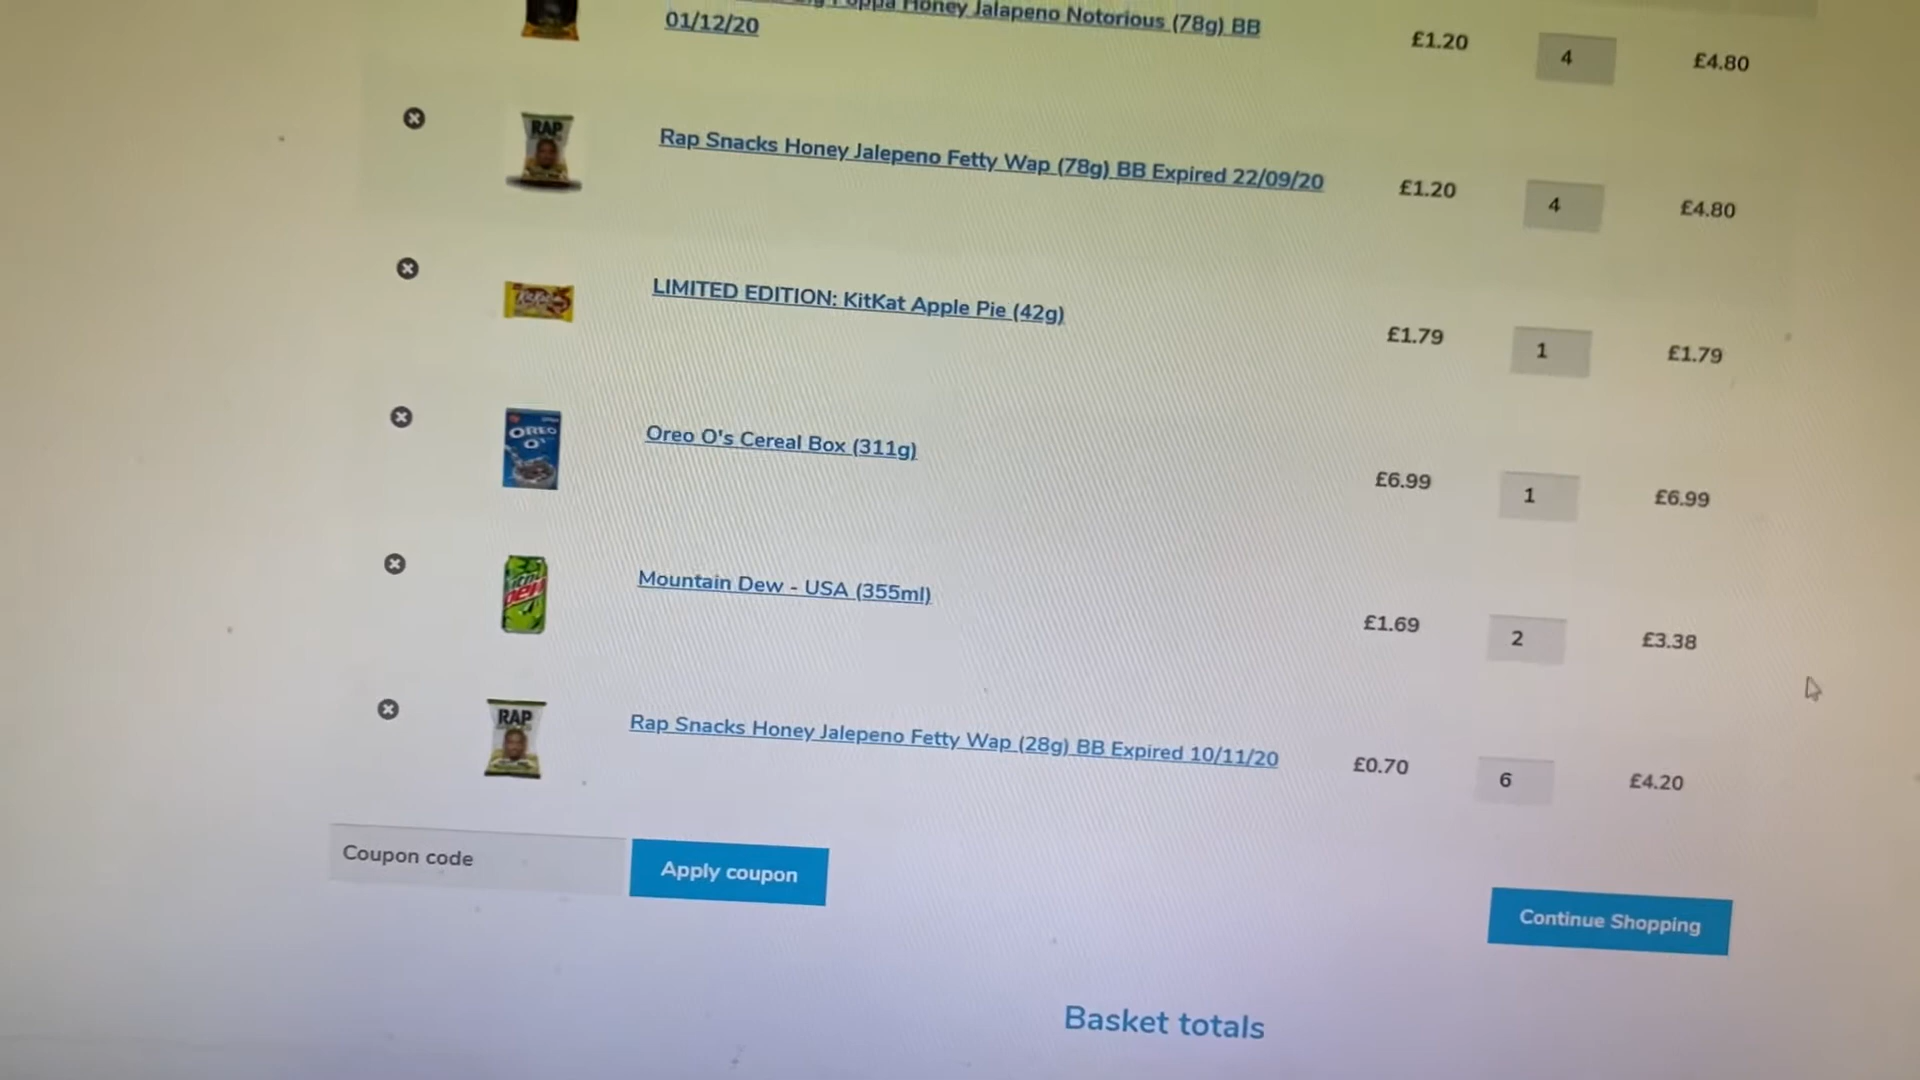 Honey Jalapeno Notorious (78g) BB
01/12/20
£1.20 4 £4.80
RAP
Rap Snacks Honey Jalepeno Fetty Wap (78g) BB Expired 22/09/20
£1.20 4 £4.80
KitKat
LIMITED EDITION: KitKat Apple Pie (42g)
£1.79 1 £1.79
OREO
O's
Oreo O's Cereal Box (311g)
£6.99 1 £6.99
mtn
DEW
Mountain Dew - USA (355ml)
£1.69 2 £3.38
RAP
Rap Snacks Honey Jalepeno Fetty Wap (28g) BB Expired 10/11/20
£0.70 6 £4.20
Coupon code
Apply coupon
Continue Shopping
Basket totals